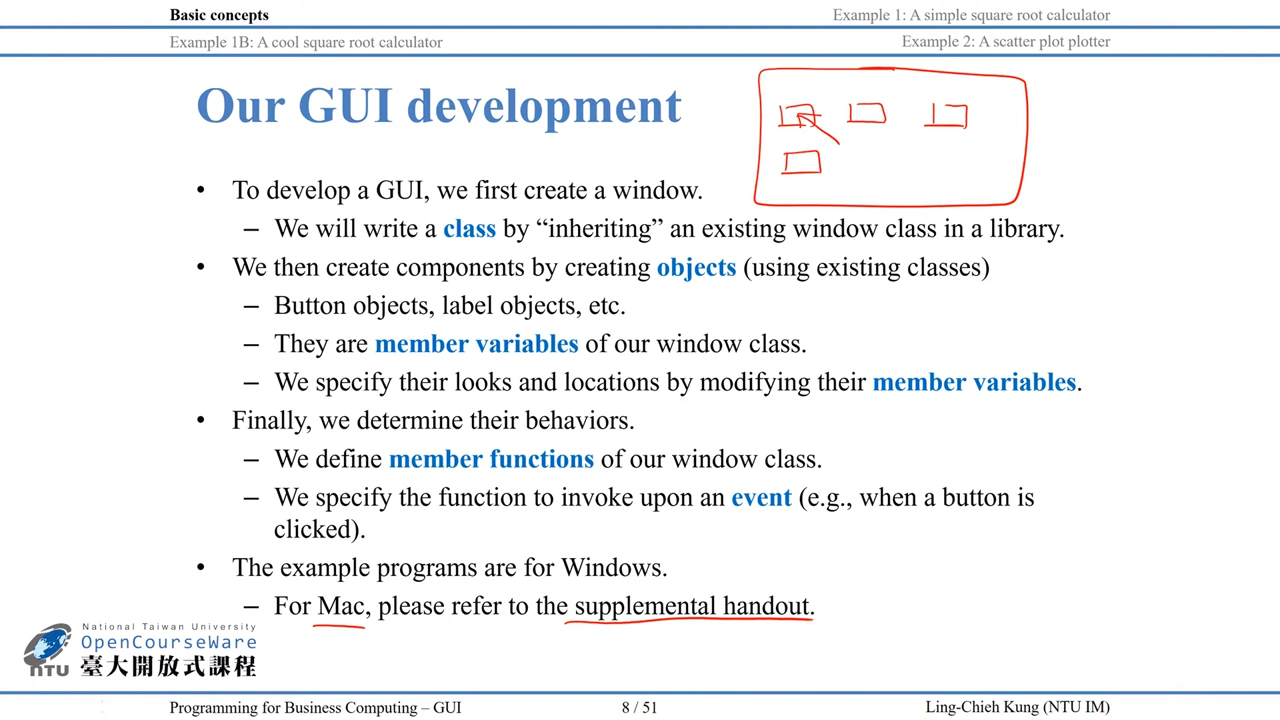 Basic concepts
Example 1: A simple square root calculator
Example 1B: A cool square root calculator
Example 2: A scatter plot plotter
Our GUI development
• To develop a GUI, we first create a window.
– We will write a class by “inheriting” an existing window class in a library.
• We then create components by creating objects (using existing classes)
– Button objects, label objects, etc.
– They are member variables of our window class.
– We specify their looks and locations by modifying their member variables.
• Finally, we determine their behaviors.
– We define member functions of our window class.
– We specify the function to invoke upon an event (e.g., when a button is
clicked).
• The example programs are for Windows.
– For Mac, please refer to the supplemental handout.
National Taiwan University
OpenCourseWare
NTU 臺大開放式課程
Programming for Business Computing – GUI
8 / 51
Ling-Chieh Kung (NTU IM)